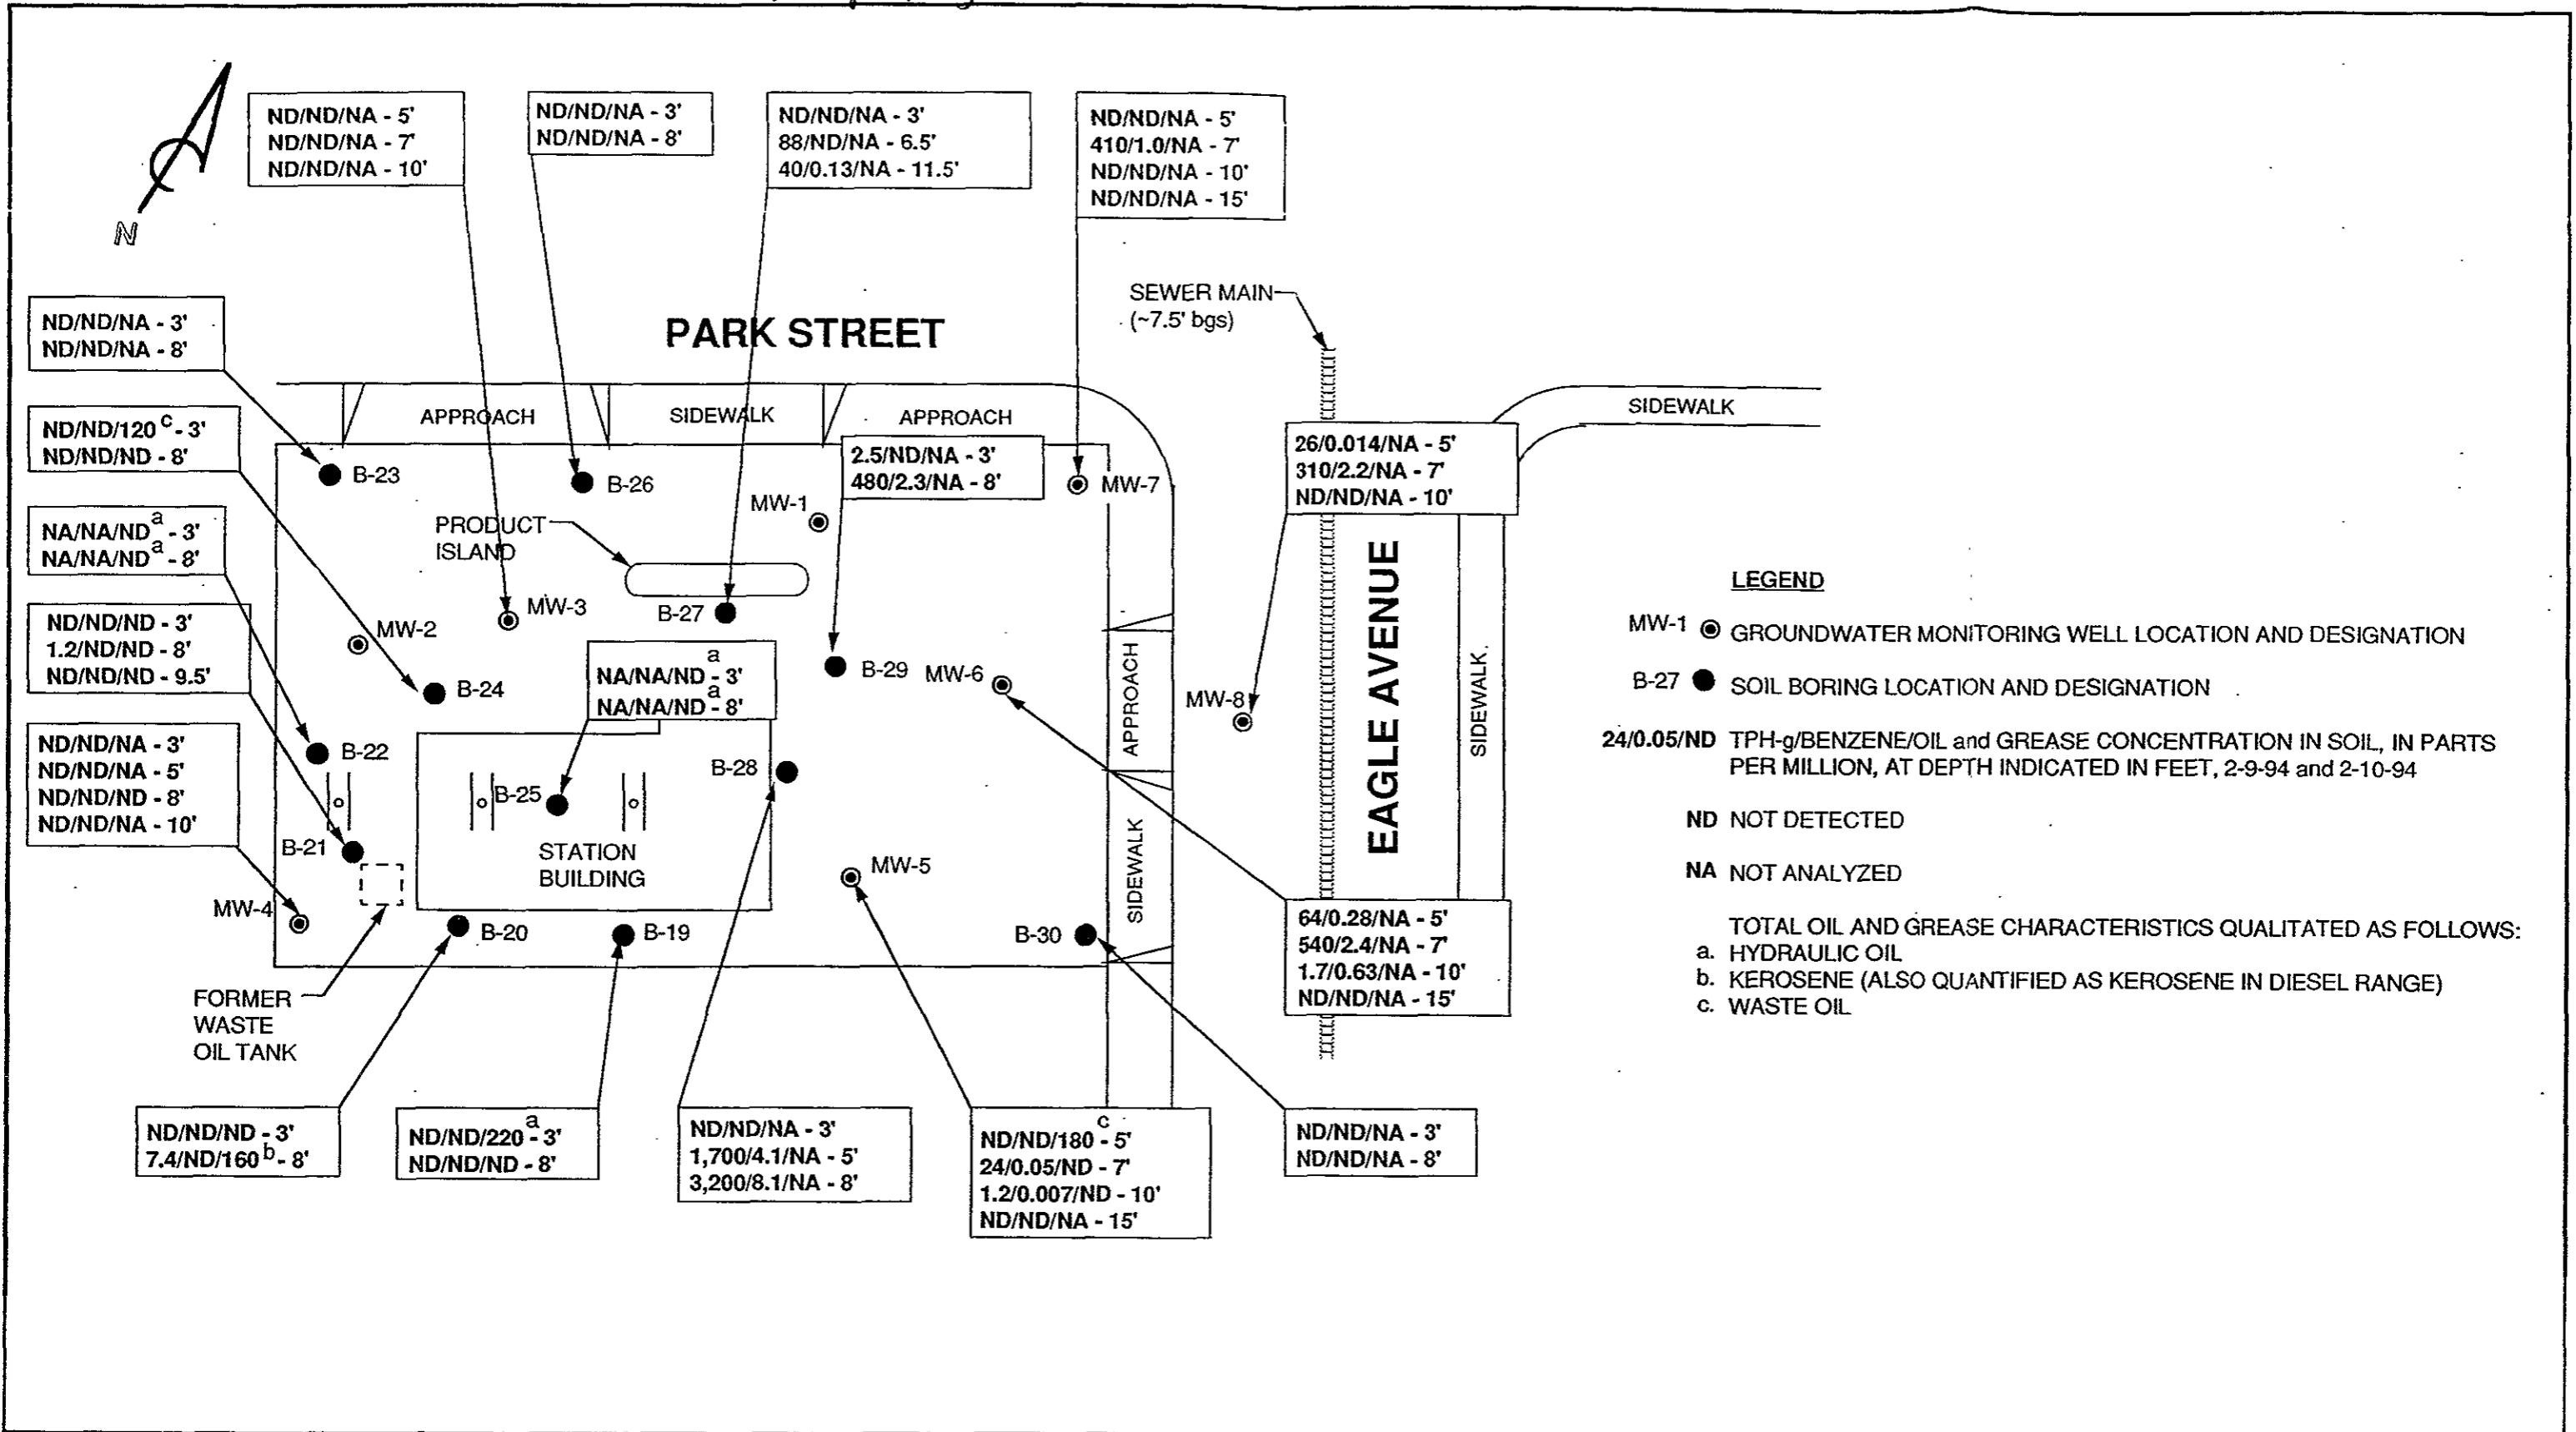 N
ND/ND/NA - 5'
ND/ND/NA - 7'
ND/ND/NA - 10'
ND/ND/NA - 3'
ND/ND/NA - 8'
ND/ND/NA - 3'
88/ND/NA - 6.5'
40/0.13/NA - 11.5'
ND/ND/NA - 5'
410/1.0/NA - 7'
ND/ND/NA - 10'
ND/ND/NA - 15'
SEWER MAIN
(~7.5' bgs)
PARK STREET
ND/ND/NA - 3'
ND/ND/NA - 8'
APPROACH
SIDEWALK
APPROACH
SIDEWALK
ND/ND/120 c - 3'
ND/ND/ND - 8'
2.5/ND/NA - 3'
480/2.3/NA - 8'
26/0.014/NA - 5'
310/2.2/NA - 7'
ND/ND/NA - 10'
B-23
B-26
MW-1
MW-7
PRODUCT
ISLAND
NA/NA/ND a - 3'
NA/NA/ND a - 8'
ND/ND/ND - 3'
1.2/ND/ND - 8'
ND/ND/ND - 9.5'
MW-2
MW-3
B-27
B-24
NA/NA/ND a - 3'
NA/NA/ND a - 8'
B-29
MW-6
APPROACH
MW-8
EAGLE AVENUE
SIDEWALK
ND/ND/NA - 3'
ND/ND/NA - 5'
ND/ND/ND - 8'
ND/ND/NA - 10'
B-22
B-25
B-28
B-21
STATION
BUILDING
MW-5
SIDEWALK
MW-4
B-20
B-19
B-30
64/0.28/NA - 5'
540/2.4/NA - 7'
1.7/0.63/NA - 10'
ND/ND/NA - 15'
FORMER
WASTE
OIL TANK
ND/ND/ND - 3'
7.4/ND/160 b - 8'
ND/ND/220 a - 3'
ND/ND/ND - 8'
ND/ND/NA - 3'
1,700/4.1/NA - 5'
3,200/8.1/NA - 8'
ND/ND/180 c - 5'
24/0.05/ND - 7'
1.2/0.007/ND - 10'
ND/ND/NA - 15'
ND/ND/NA - 3'
ND/ND/NA - 8'
LEGEND
MW-1 GROUNDWATER MONITORING WELL LOCATION AND DESIGNATION
B-27 SOIL BORING LOCATION AND DESIGNATION
24/0.05/ND TPH-g/BENZENE/OIL and GREASE CONCENTRATION IN SOIL, IN PARTS
PER MILLION, AT DEPTH INDICATED IN FEET, 2-9-94 and 2-10-94
ND NOT DETECTED
NA NOT ANALYZED
TOTAL OIL AND GREASE CHARACTERISTICS QUALITATED AS FOLLOWS:
a. HYDRAULIC OIL
b. KEROSENE (ALSO QUANTIFIED AS KEROSENE IN DIESEL RANGE)
c. WASTE OIL